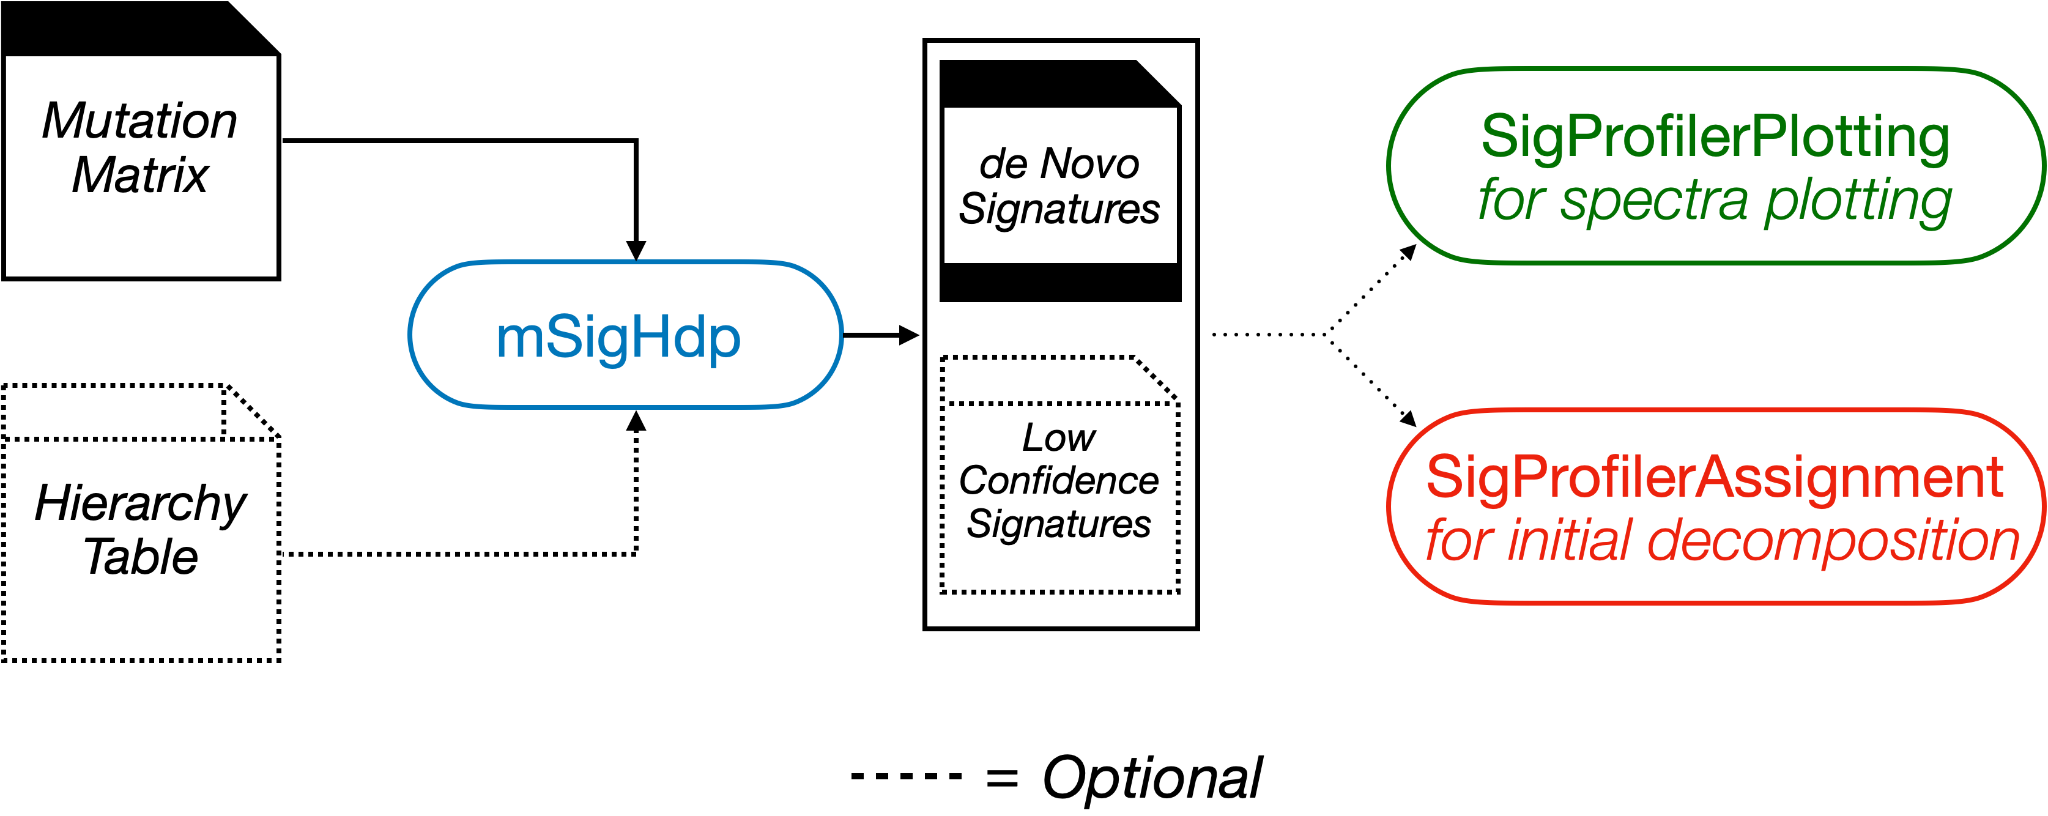 Mutation
Matrix
Hierarchy
Table
mSigHdp
de Novo
Signatures
Low
Confidence
Signatures
SigProfilerPlotting
for spectra plotting
SigProfilerAssignment
for initial decomposition
= Optional